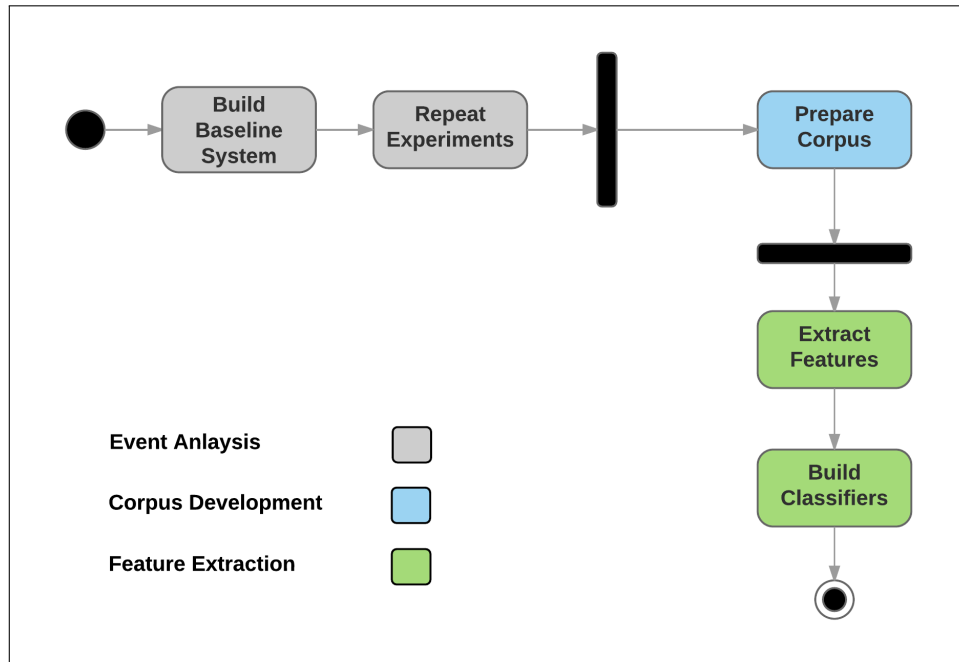 Build
Baseline
System
Repeat
Experiments
Prepare
Corpus
Extract
Features
Build
Classifiers
Event Anlaysis
Corpus Development
Feature Extraction